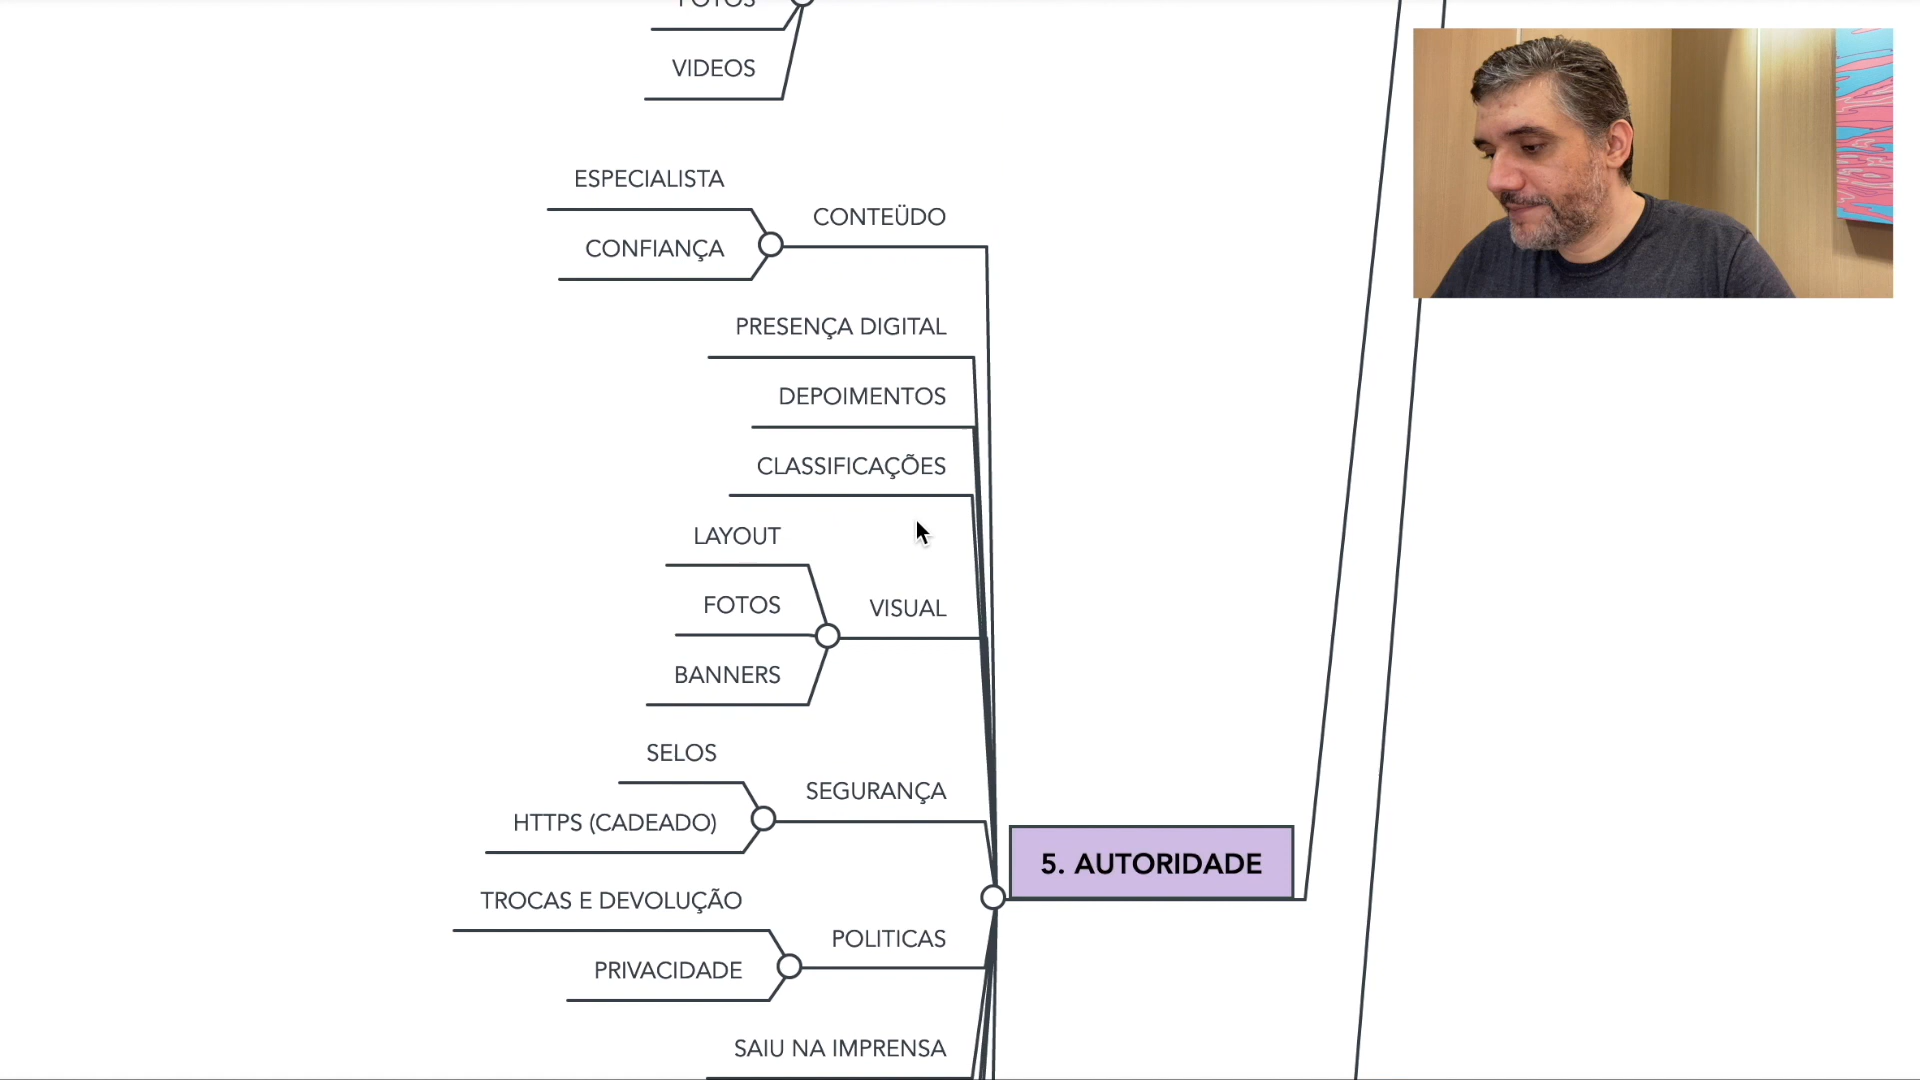 FOTOS
VIDEOS
ESPECIALISTA
CONTEÜDO
CONFIANÇA
PRESENÇA DIGITAL
DEPOIMENTOS
CLASSIFICAÇÕES
LAYOUT
FOTOS
VISUAL
BANNERS
SELOS
SEGURANÇA
HTTPS (CADEADO)
5. AUTORIDADE
TROCAS E DEVOLUÇÃO
POLITICAS
PRIVACIDADE
SAIU NA IMPRENSA